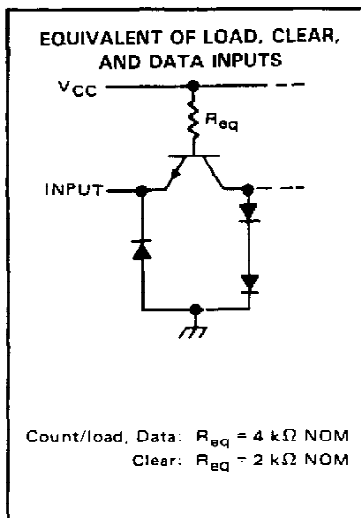 EQUIVALENT OF LOAD, CLEAR,
AND DATA INPUTS
VCC
Req
INPUT
Count/load, Data: Req = 4 kΩ NOM
Clear: Req = 2 kΩ NOM